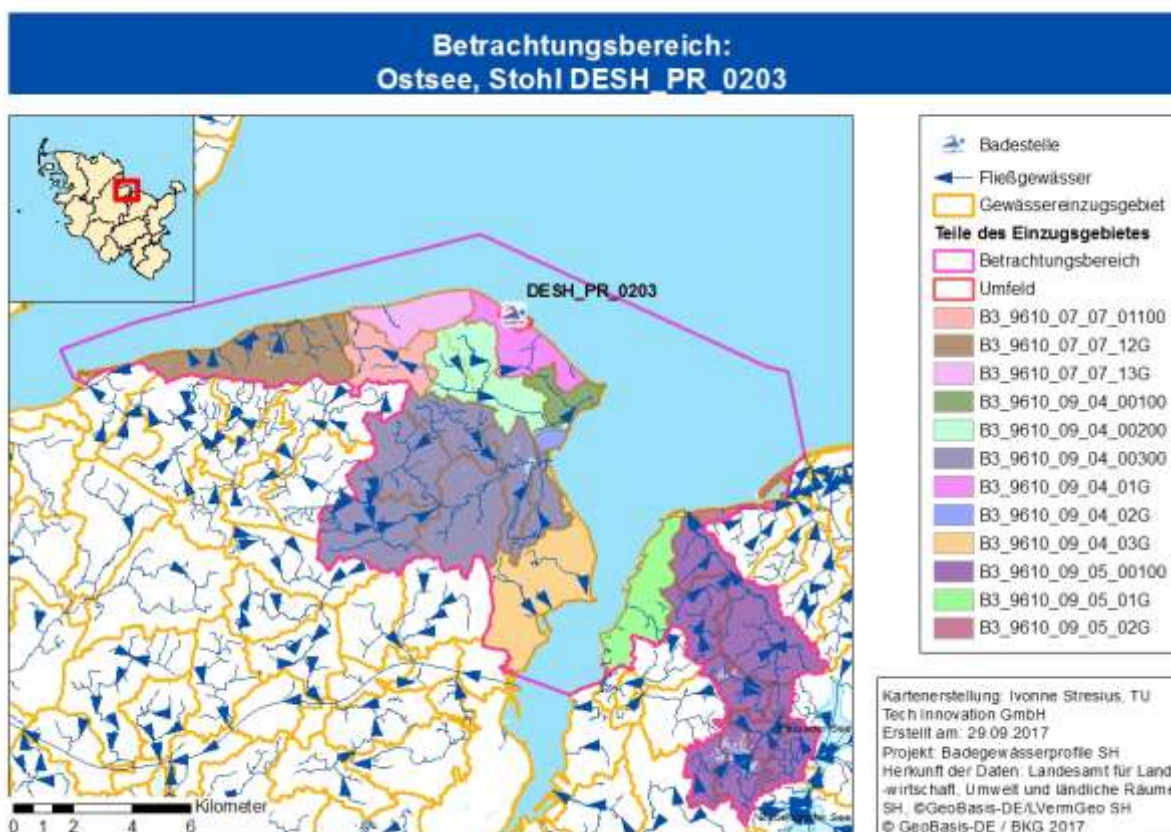 Betrachtungsbereich:
Ostsee, Stohl DESH_PR_0203
DESH_PR_0203
Kilometer
0 1 2 4 6
Badestelle
Fließgewässer
Gewässereinzugsgebiet
Teile des Einzugsgebietes
Betrachtungsbereich
Umfeld
B3_9610_07_07_01100
B3_9610_07_07_12G
B3_9610_07_07_13G
B3_9610_09_04_00100
B3_9610_09_04_00200
B3_9610_09_04_00300
B3_9610_09_04_01G
B3_9610_09_04_02G
B3_9610_09_04_03G
B3_9610_09_05_00100
B3_9610_09_05_01G
B3_9610_09_05_02G
Kartenerstellung: Ivonne Stresius, TU
Tech Innovation GmbH
Erstellt am: 29.09.2017
Projekt: Badegewässerprofile SH
Herkunft der Daten: Landesamt für Land
-wirtschaft, Umwelt und ländliche Räume
SH, ©GeoBasis-DE/LVermGeo SH
© GeoBasis-DE / BKG 2017